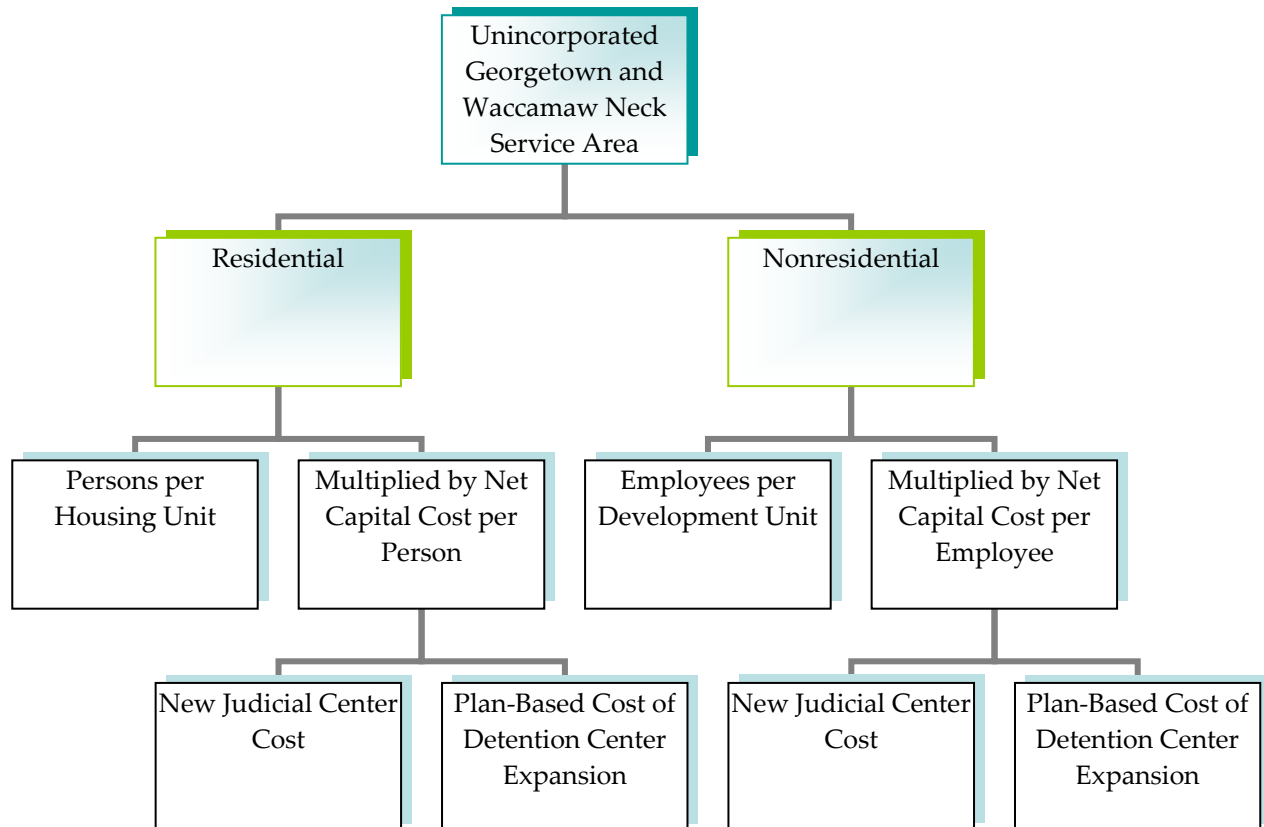 Unincorporated
Georgetown and
Waccamaw Neck
Service Area
Residential
Nonresidential
Persons per
Housing Unit
Multiplied by Net
Capital Cost per
Person
Employees per
Development Unit
Multiplied by Net
Capital Cost per
Employee
New Judicial Center
Cost
Plan-Based Cost of
Detention Center
Expansion
New Judicial Center
Cost
Plan-Based Cost of
Detention Center
Expansion